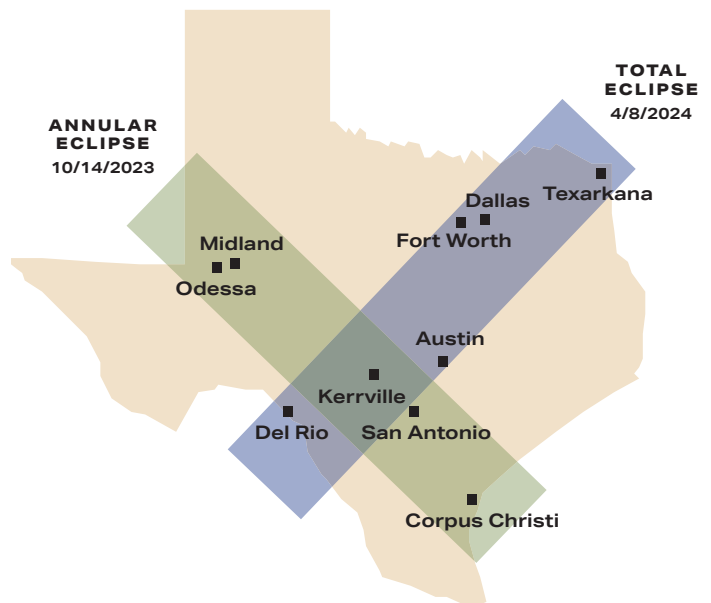 TOTAL
ECLIPSE
4/8/2024
ANNULAR
ECLIPSE
10/14/2023
Texarkana
Dallas
Fort Worth
Midland
Odessa
Austin
Kerrville
Del Rio
San Antonio
Corpus Christi